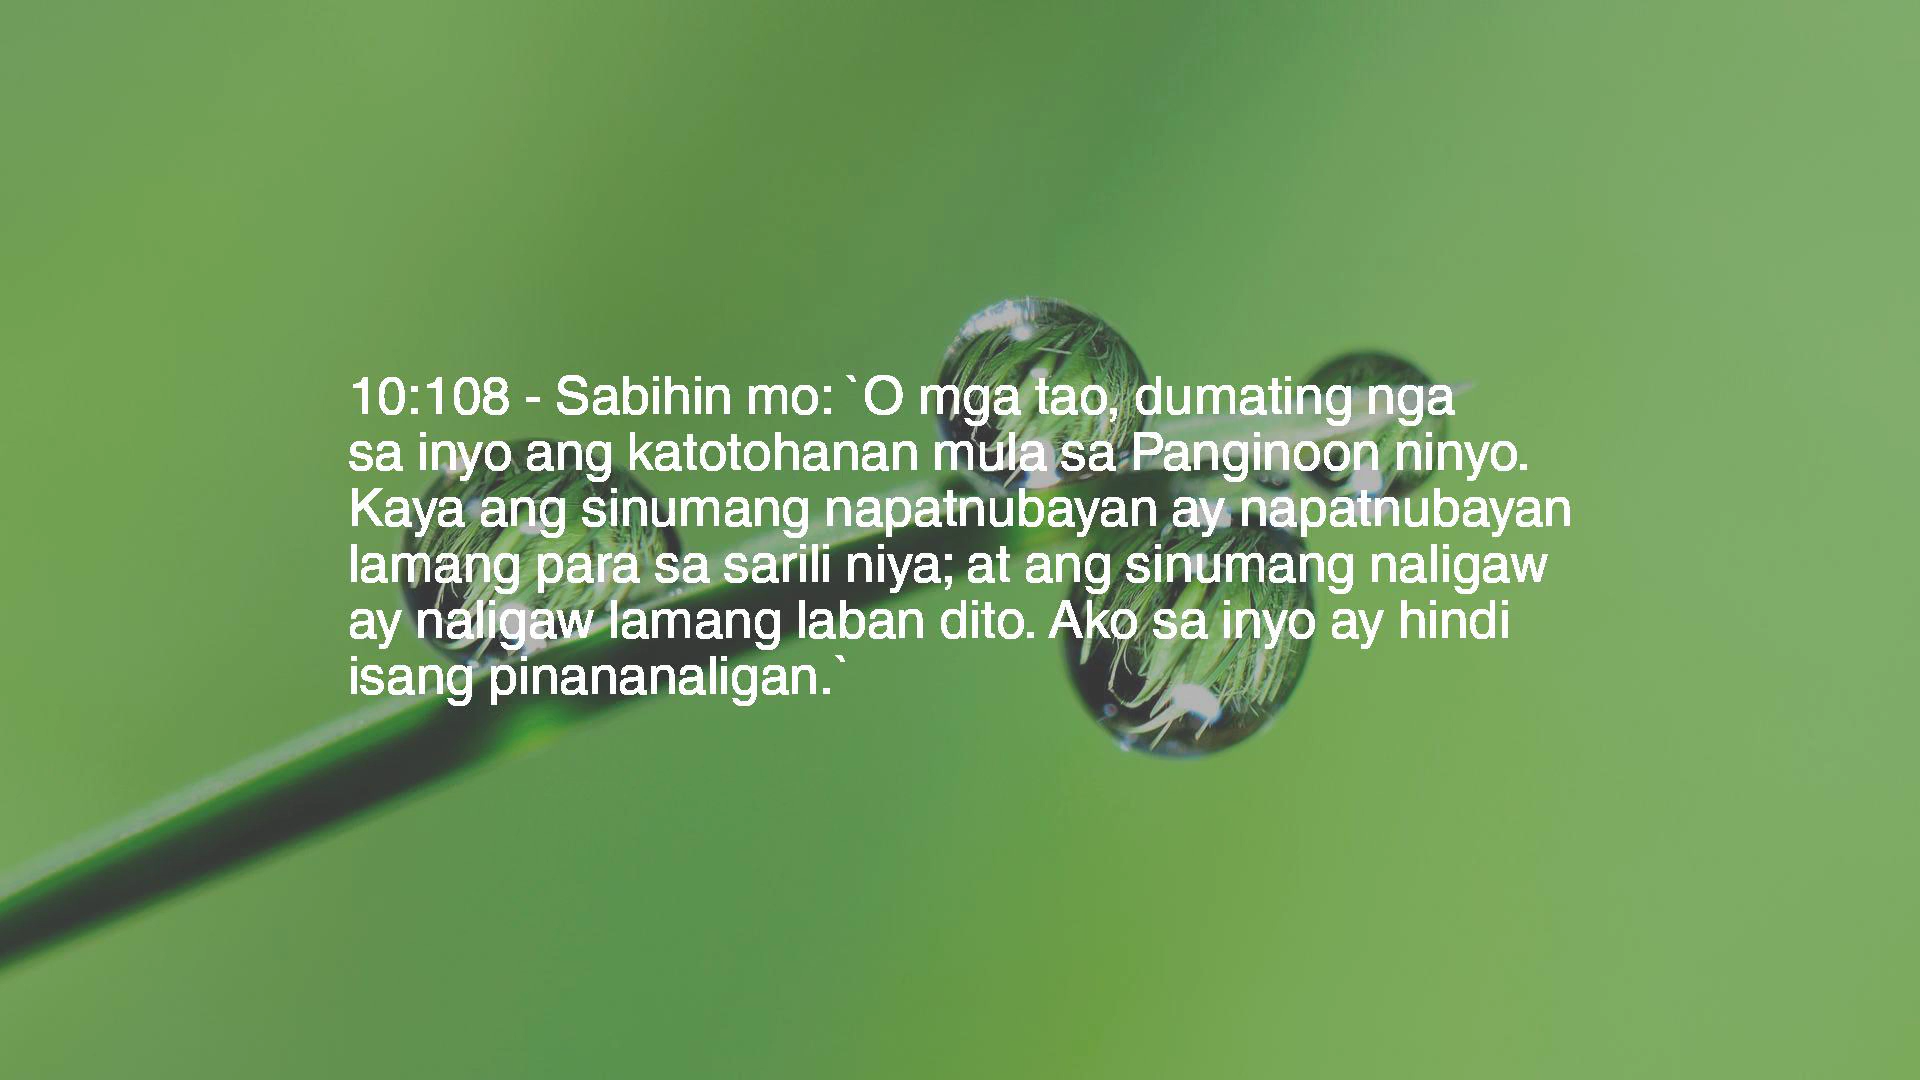 10:108 - Sabihin mo: `O mga tao, dumating nga
sa inyo ang katotohanan mula sa Panginoon ninyo.
Kaya ang sinumang napatnubayan ay napatnubayan
lamang para sa sarili niya; at ang sinumang naligaw
ay naligaw lamang laban dito. Ako sa inyo ay hindi
isang pinananaligan.`